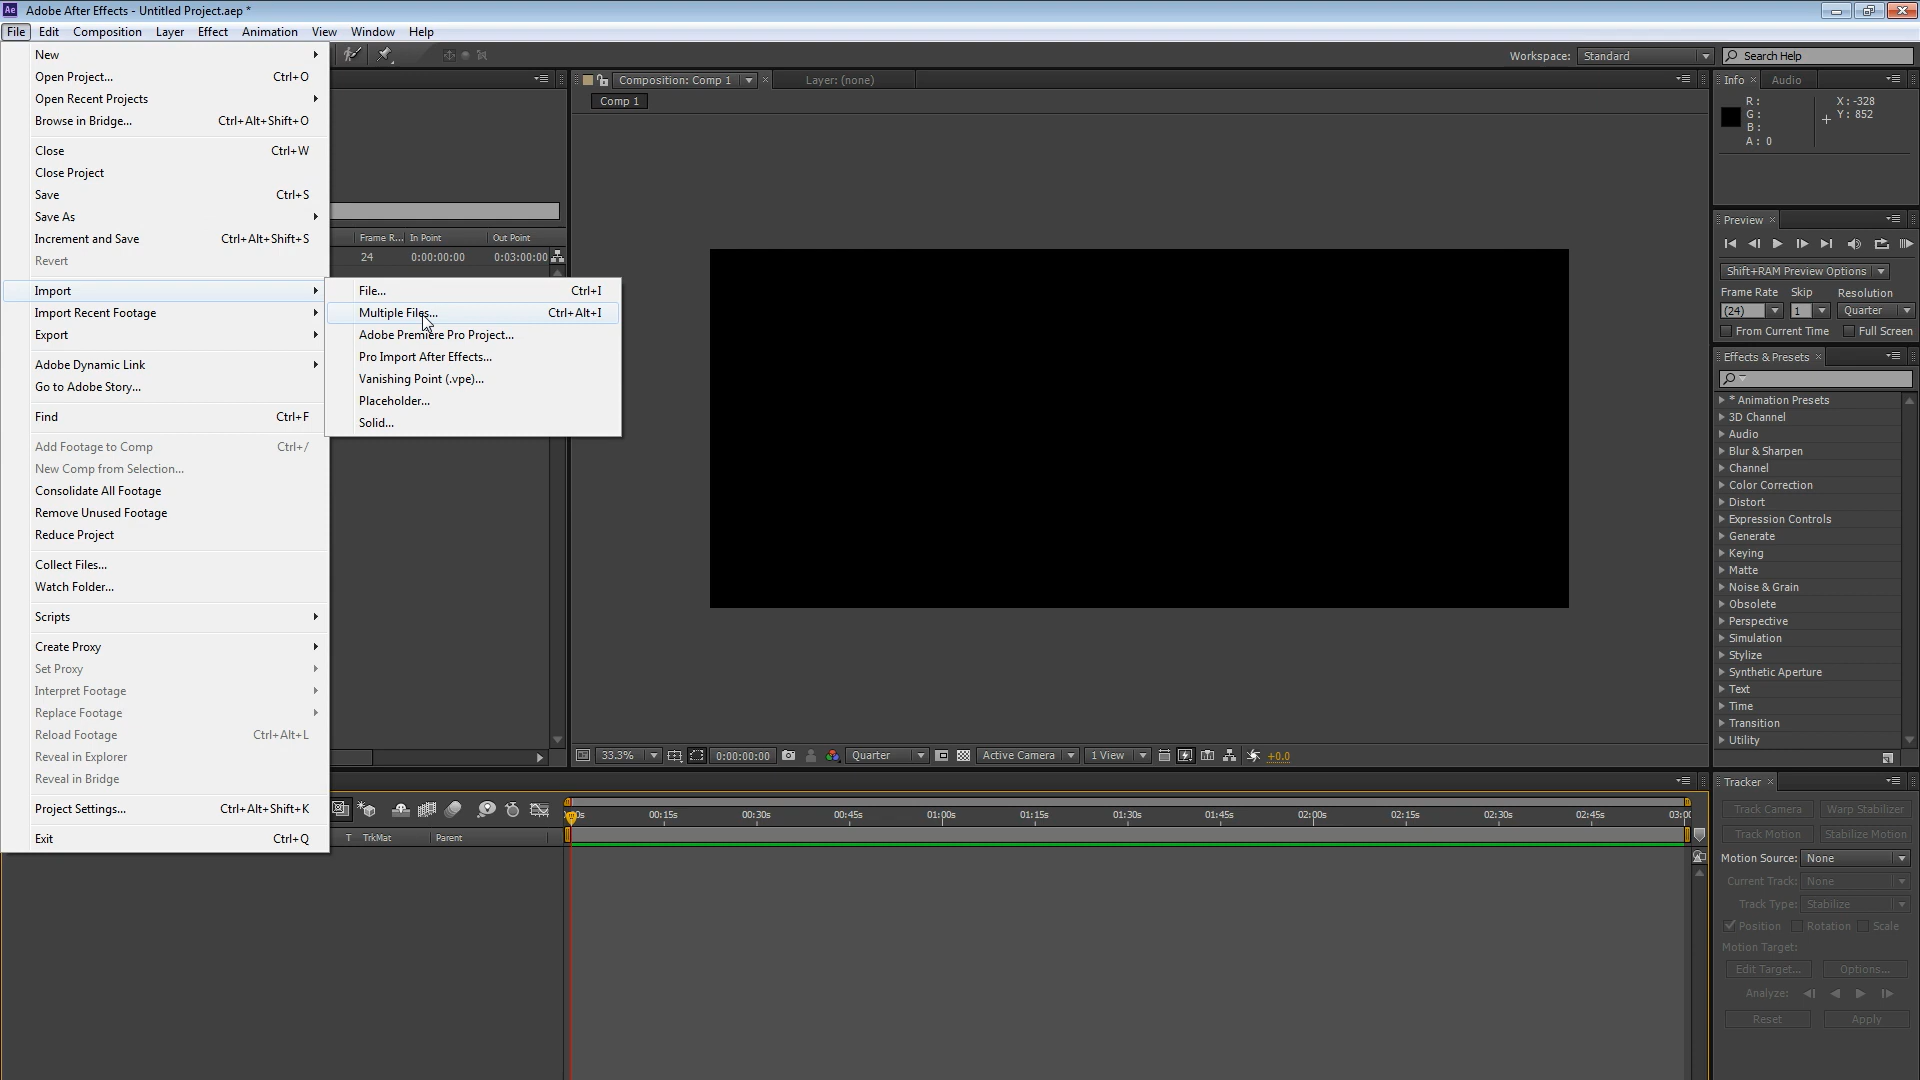 Ae Adobe After Effects - Untitled Project.aep *
File Edit Composition Layer Effect Animation View Window Help
Workspace: Standard Search Help
New
Open Project... Ctrl+O
Open Recent Projects
Browse in Bridge... Ctrl+Alt+Shift+O
Close Ctrl+W
Close Project
Save Ctrl+S
Save As
Increment and Save Ctrl+Alt+Shift+S
Revert
Import
Import Recent Footage
Export
Adobe Dynamic Link
Go to Adobe Story...
Find Ctrl+F
Add Footage to Comp Ctrl+/
New Comp from Selection...
Consolidate All Footage
Remove Unused Footage
Reduce Project
Collect Files...
Watch Folder...
Scripts
Create Proxy
Set Proxy
Interpret Footage
Replace Footage
Reload Footage Ctrl+Alt+L
Reveal in Explorer
Reveal in Bridge
Project Settings... Ctrl+Alt+Shift+K
Exit Ctrl+Q
File... Ctrl+I
Multiple Files... Ctrl+Alt+I
Adobe Premiere Pro Project...
Pro Import After Effects...
Vanishing Point (.vpe)...
Placeholder...
Solid...
Frame R... In Point Out Point
24 0:00:00:00 0:03:00:00
Composition: Comp 1 Layer: (none)
Comp 1
33.3% 0:00:00:00 Quarter Active Camera 1 View +0.0
Info Audio
R: X: -328
G: Y: 852
B:
A: 0
Preview
Shift+RAM Preview Options
Frame Rate Skip Resolution
(24) 1 Quarter
From Current Time Full Screen
Effects & Presets
* Animation Presets
3D Channel
Audio
Blur & Sharpen
Channel
Color Correction
Distort
Expression Controls
Generate
Keying
Matte
Noise & Grain
Obsolete
Perspective
Simulation
Stylize
Synthetic Aperture
Text
Time
Transition
Utility
T TrkMat Parent
00:15s 00:30s 00:45s 01:00s 01:15s 01:30s 01:45s 02:00s 02:15s 02:30s 02:45s
Tracker
Track Camera Warp Stabilizer
Track Motion Stabilize Motion
Motion Source: None
Current Track: None
Track Type: Stabilize
Position Rotation Scale
Motion Target:
Edit Target... Options...
Analyze:
Reset Apply